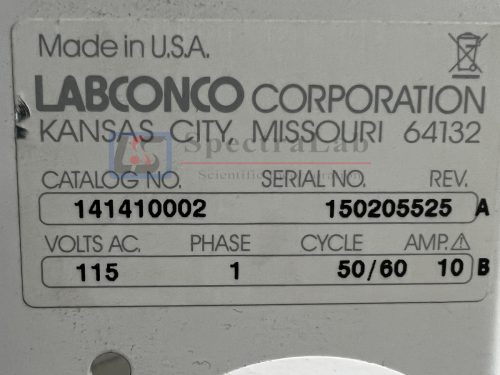 Made in U.S.A.
LABCONCO CORPORATION
KANSAS CITY, MISSOURI 64132
SpectraLab
CATALOG NO. SERIAL NO. REV.
141410002 150205525 A
VOLTS AC. PHASE CYCLE AMP.⚠
115 1 50/60 10 B